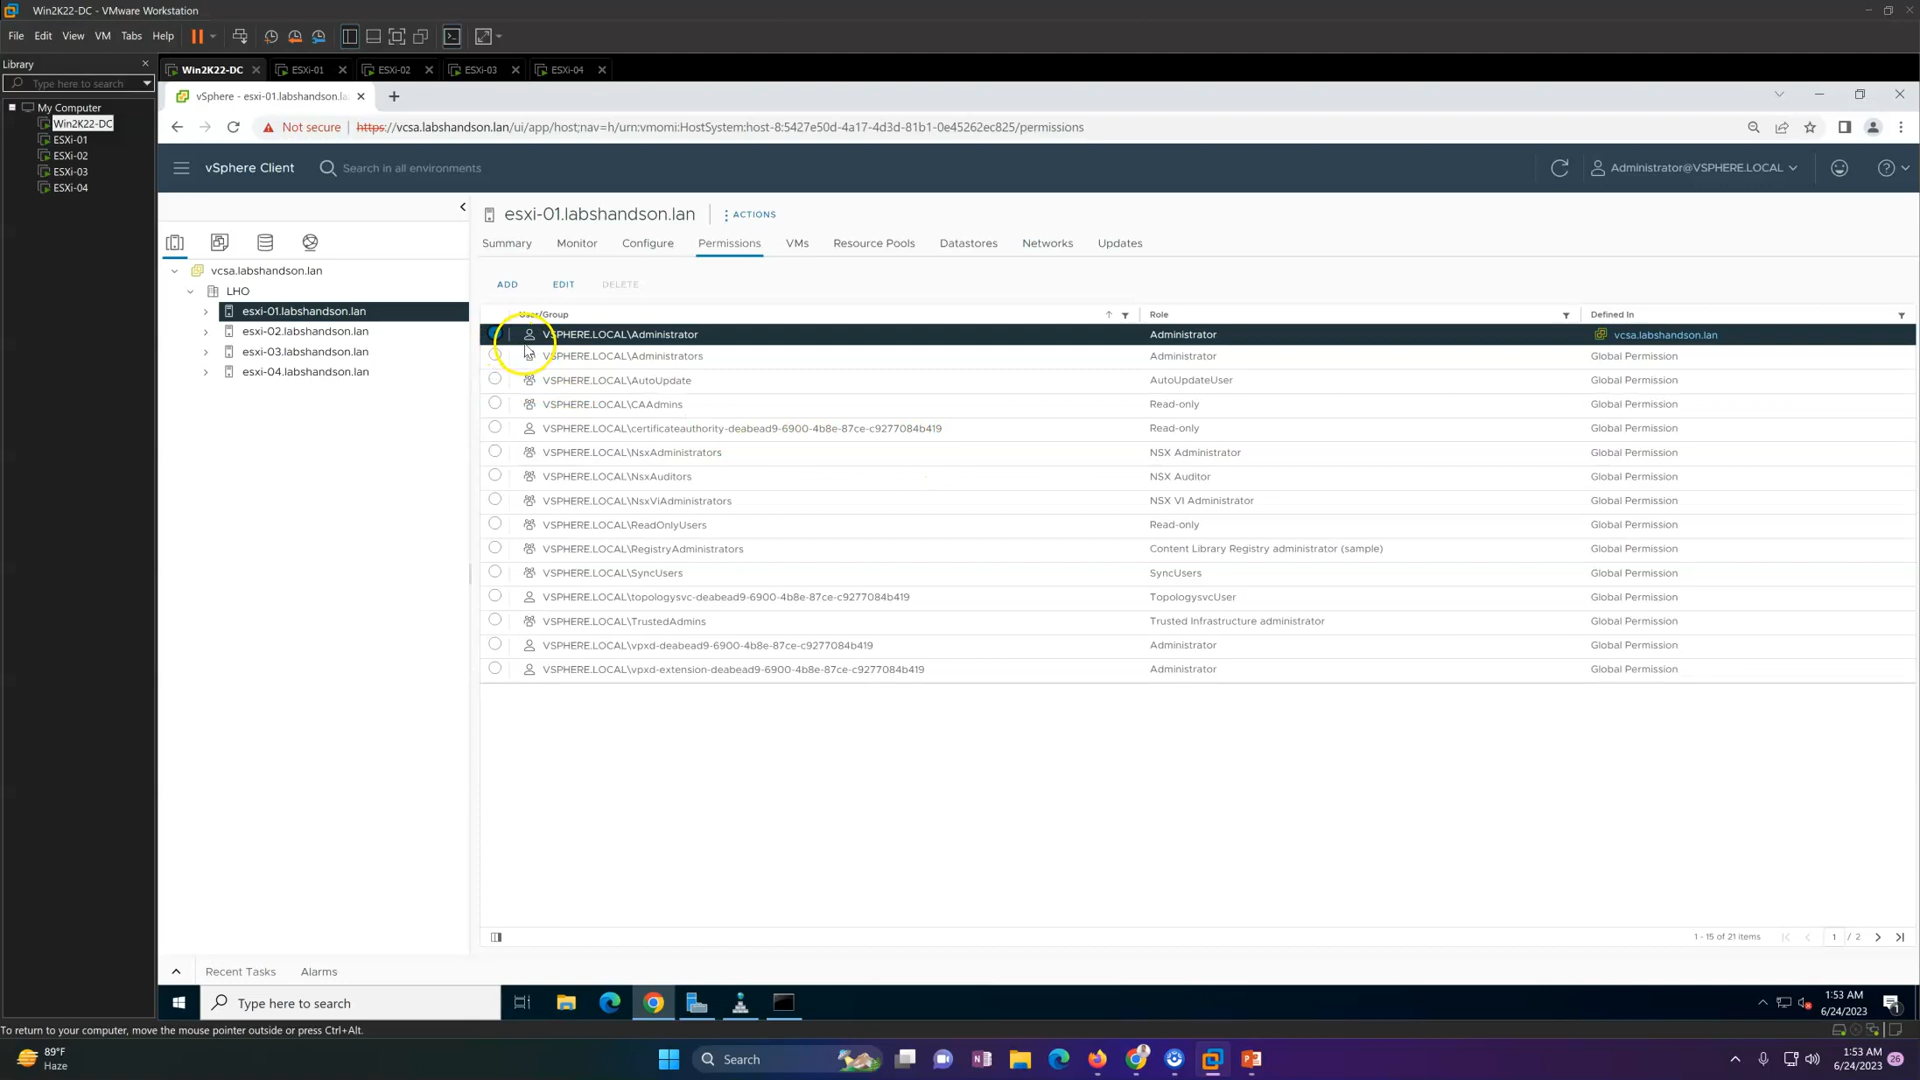 Win2K22-DC - VMware Workstation
File Edit View VM Tabs Help
Library
Type here to search
My Computer
Win2K22-DC
ESXi-01
ESXi-02
ESXi-03
ESXi-04
Win2K22-DC ESXi-01 ESXi-02 ESXi-03 ESXi-04
vSphere - esxi-01.labshandson.la
Not secure https://vcsa.labshandson.lan/ui/app/host;nav=h/urn:vmomi:HostSystem:host-8:5427e50d-4a17-4d3d-81b1-0e45262ec825/permissions
vSphere Client Search in all environments Administrator@VSPHERE.LOCAL
vcsa.labshandson.lan
LHO
esxi-01.labshandson.lan
esxi-02.labshandson.lan
esxi-03.labshandson.lan
esxi-04.labshandson.lan
esxi-01.labshandson.lan ACTIONS
Summary Monitor Configure Permissions VMs Resource Pools Datastores Networks Updates
ADD EDIT DELETE
User/Group Role Defined In
VSPHERE.LOCAL\Administrator Administrator vcsa.labshandson.lan
VSPHERE.LOCAL\Administrators Administrator Global Permission
VSPHERE.LOCAL\AutoUpdate AutoUpdateUser Global Permission
VSPHERE.LOCAL\CAAdmins Read-only Global Permission
VSPHERE.LOCAL\certificateauthority-deabead9-6900-4b8e-87ce-c9277084b419 Read-only Global Permission
VSPHERE.LOCAL\NsxAdministrators NSX Administrator Global Permission
VSPHERE.LOCAL\NsxAuditors NSX Auditor Global Permission
VSPHERE.LOCAL\NsxViAdministrators NSX VI Administrator Global Permission
VSPHERE.LOCAL\ReadOnlyUsers Read-only Global Permission
VSPHERE.LOCAL\RegistryAdministrators Content Library Registry administrator (sample) Global Permission
VSPHERE.LOCAL\SyncUsers SyncUsers Global Permission
VSPHERE.LOCAL\topologysvc-deabead9-6900-4b8e-87ce-c9277084b419 TopologysvcUser Global Permission
VSPHERE.LOCAL\TrustedAdmins Trusted Infrastructure administrator Global Permission
VSPHERE.LOCAL\vpxd-deabead9-6900-4b8e-87ce-c9277084b419 Administrator Global Permission
VSPHERE.LOCAL\vpxd-extension-deabead9-6900-4b8e-87ce-c9277084b419 Administrator Global Permission
1 - 15 of 21 items 1 / 2
Recent Tasks Alarms
Type here to search
1:53 AM
6/24/2023
1
To return to your computer, move the mouse pointer outside or press Ctrl+Alt.
89°F
Haze
Search
1:53 AM
6/24/2023
26